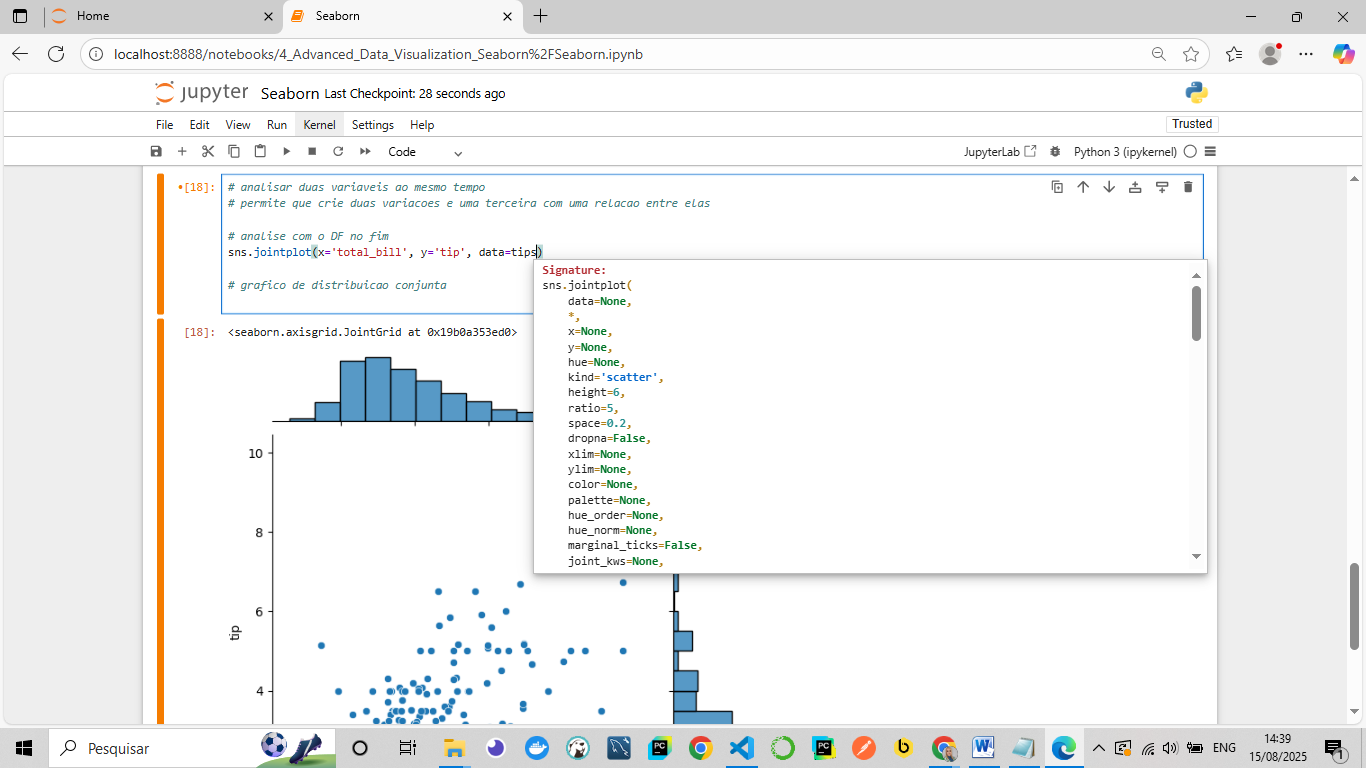 Home
Seaborn
localhost:8888/notebooks/4_Advanced_Data_Visualization_Seaborn%2FSeaborn.ipynb
jupyter Seaborn Last Checkpoint: 28 seconds ago
File Edit View Run Kernel Settings Help
Trusted
Code
JupyterLab
Python 3 (ipykernel)
[18]:
# analisar duas variaveis ao mesmo tempo
# permite que crie duas variacoes e uma terceira com uma relacao entre elas
# analise com o DF no fim
sns.jointplot(x='total_bill', y='tip', data=tips)
# grafico de distribuicao conjunta
Signature:
sns.jointplot(
data=None,
*,
x=None,
y=None,
hue=None,
kind='scatter',
height=6,
ratio=5,
space=0.2,
dropna=False,
xlim=None,
ylim=None,
color=None,
palette=None,
hue_order=None,
hue_norm=None,
marginal_ticks=False,
joint_kws=None,
[18]: <seaborn.axisgrid.JointGrid at 0x19b0a353ed0>
10
8
6
tip
4
Pesquisar
PC
PC
b
W
ENG
14:39
15/08/2025
1